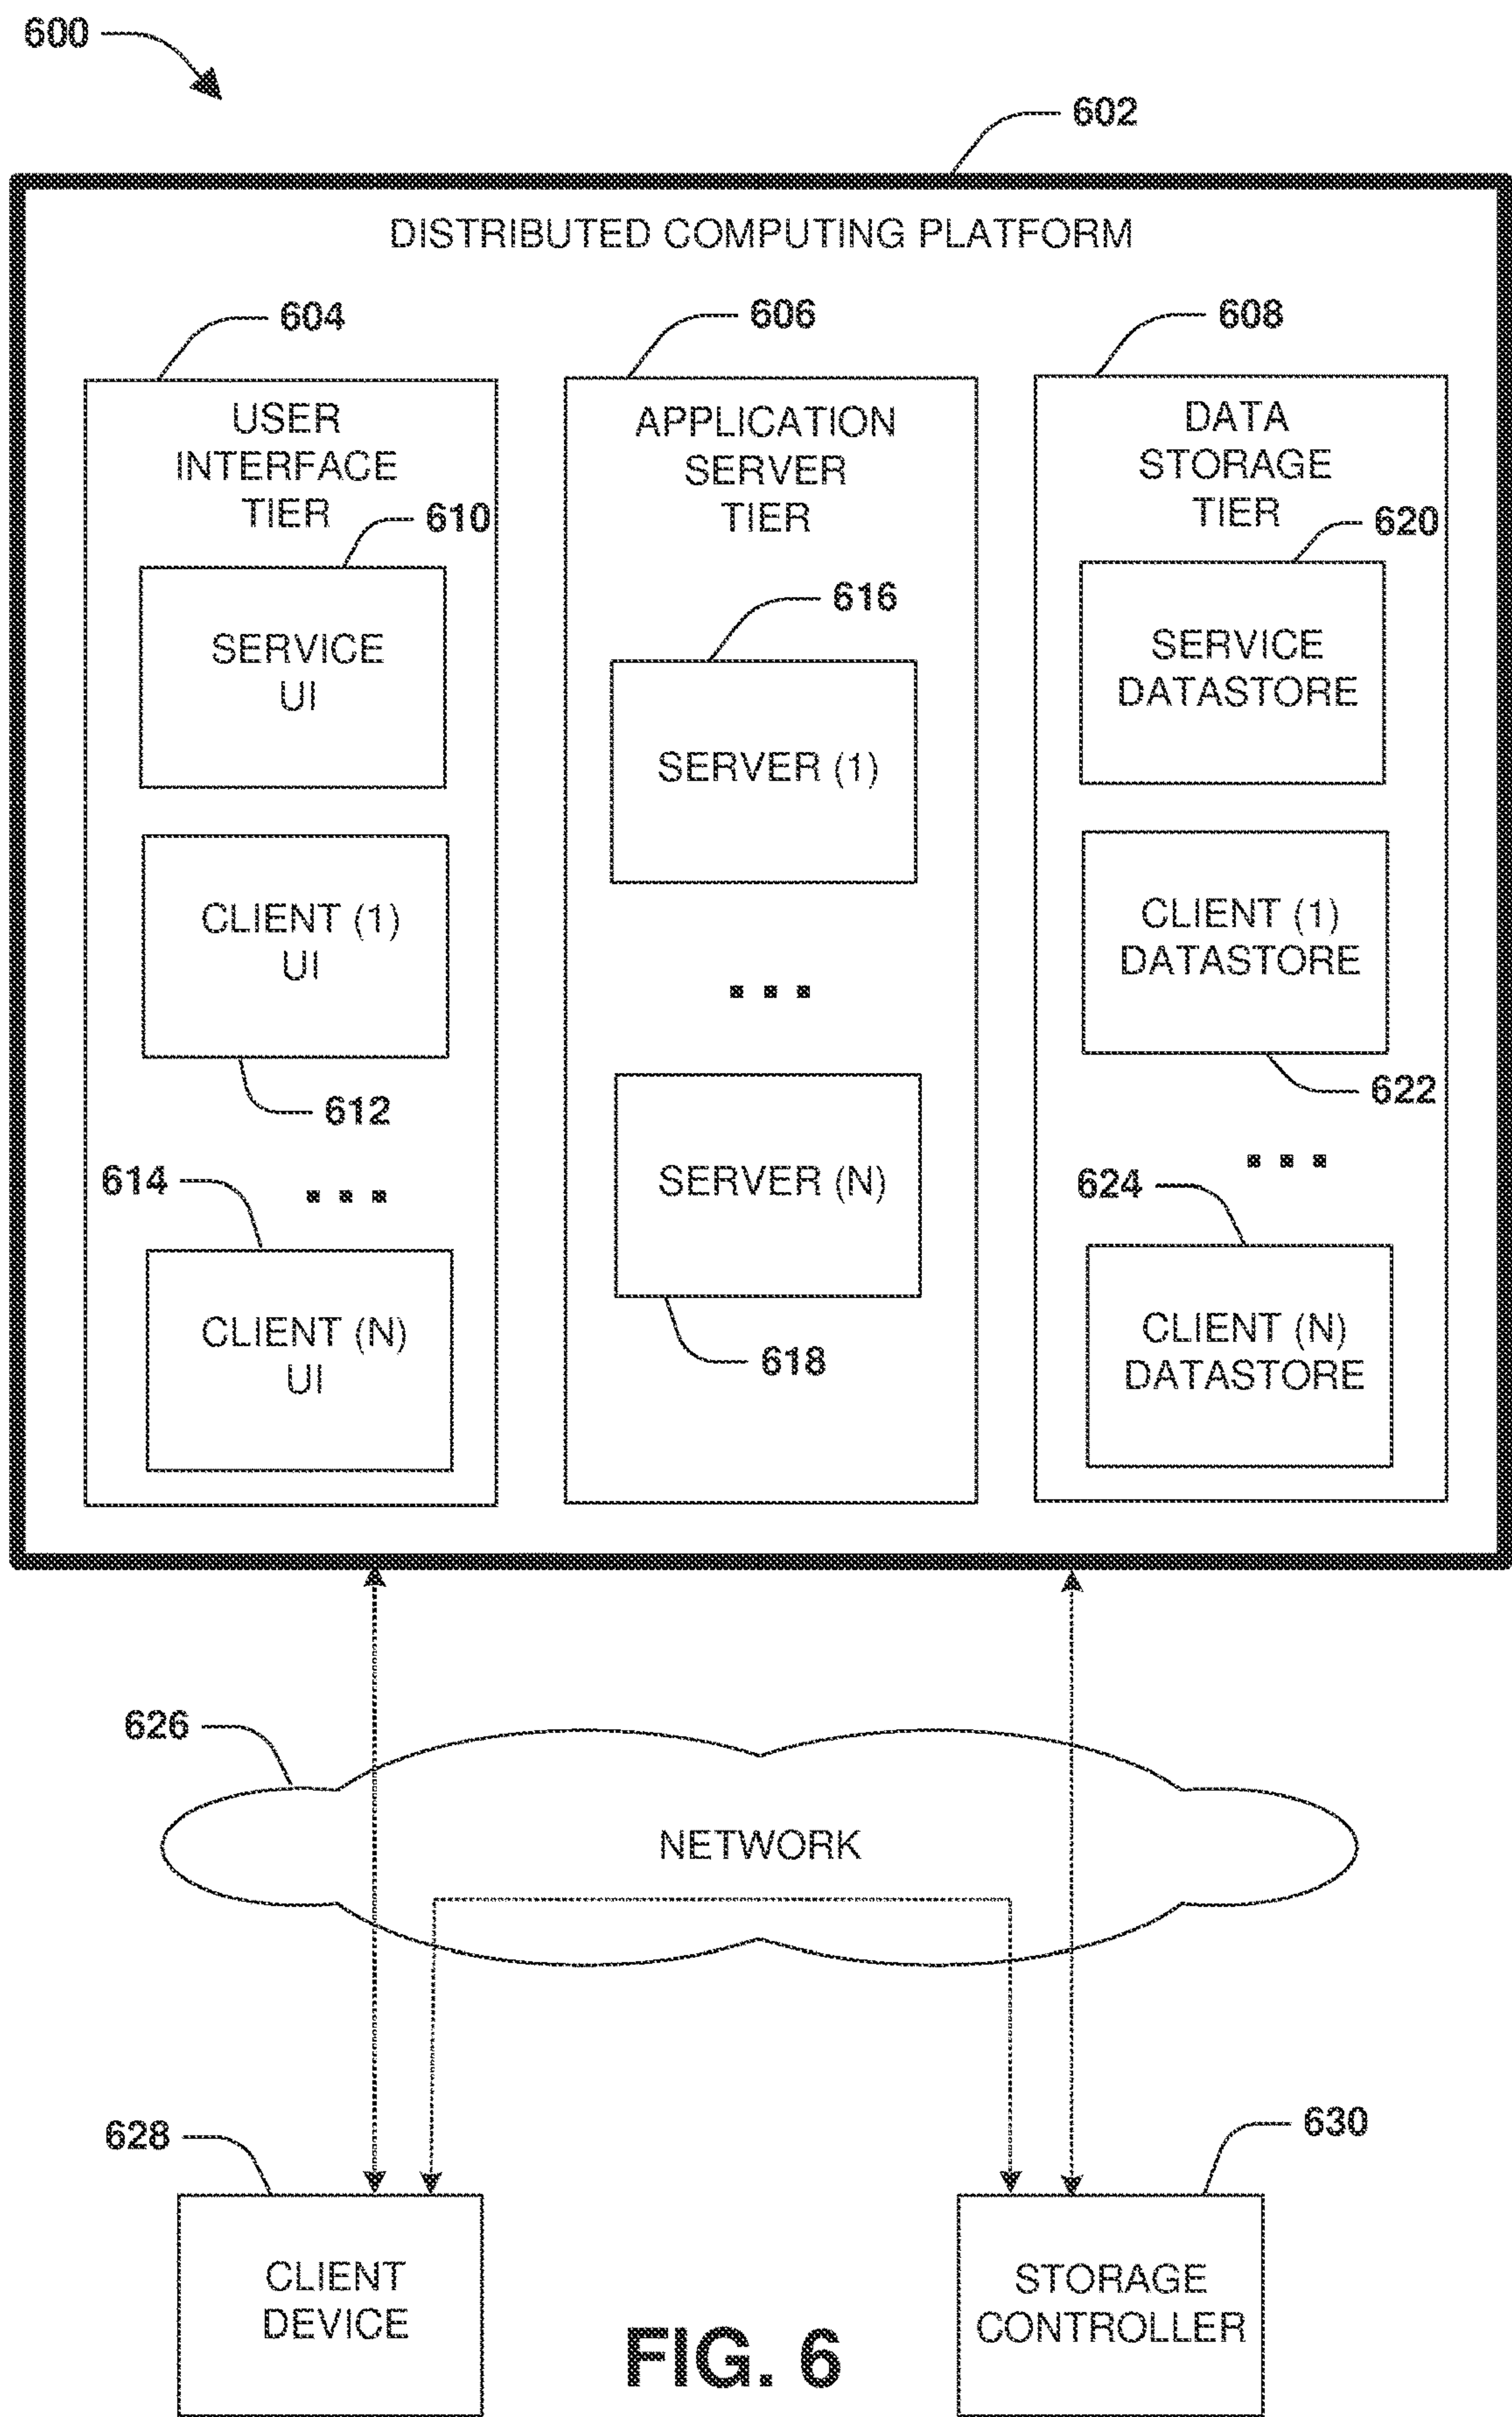 600
602
DISTRIBUTED COMPUTING PLATFORM
604
606
608
USER
INTERFACE
TIER
610
SERVICE
UI
CLIENT (1)
UI
612
614
...
CLIENT (N)
UI
APPLICATION
SERVER
TIER
616
SERVER (1)
...
SERVER (N)
618
DATA
STORAGE
TIER
620
SERVICE
DATASTORE
CLIENT (1)
DATASTORE
622
...
624
CLIENT (N)
DATASTORE
626
NETWORK
628
630
CLIENT
DEVICE
STORAGE
CONTROLLER
FIG. 6